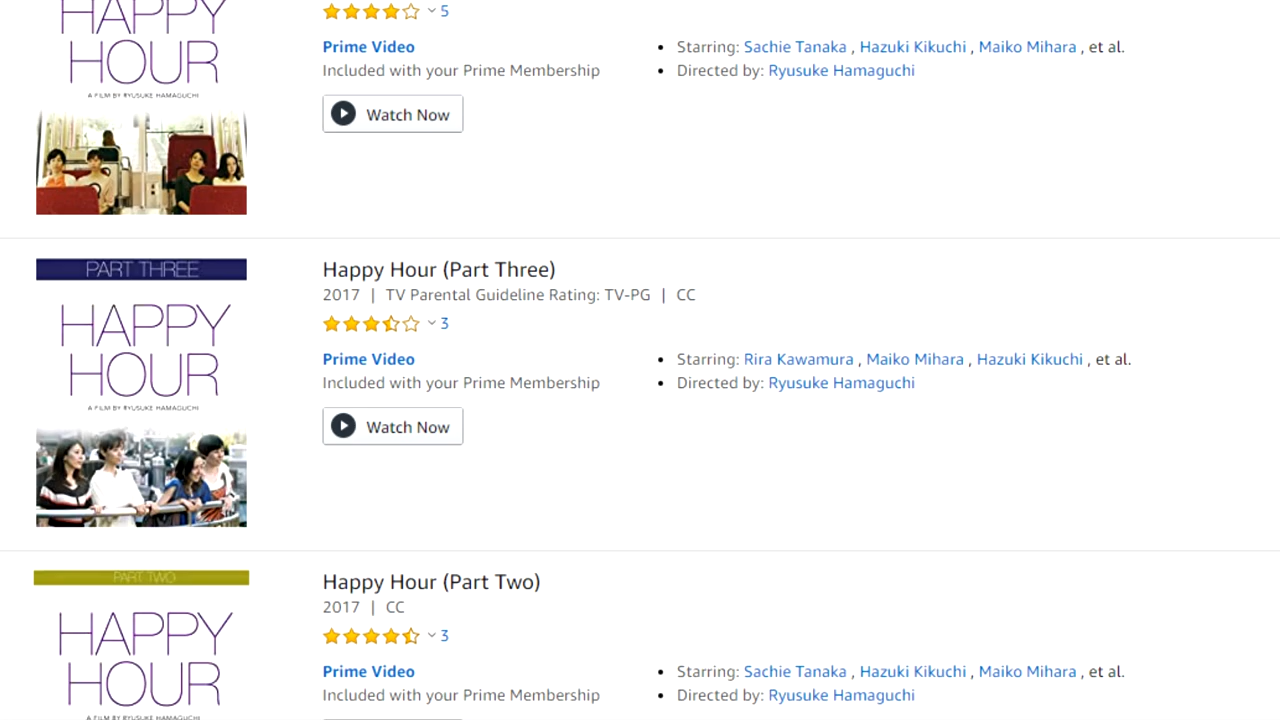 HAPPY
HOUR
A FILM BY RYUSUKE HAMAGUCHI
5
Prime Video
Included with your Prime Membership
Watch Now
• Starring: Sachie Tanaka , Hazuki Kikuchi , Maiko Mihara , et al.
• Directed by: Ryusuke Hamaguchi
PART THREE
HAPPY
HOUR
A FILM BY RYUSUKE HAMAGUCHI
Happy Hour (Part Three)
2017 | TV Parental Guideline Rating: TV-PG | CC
3
Prime Video
Included with your Prime Membership
Watch Now
• Starring: Rira Kawamura , Maiko Mihara , Hazuki Kikuchi , et al.
• Directed by: Ryusuke Hamaguchi
PART TWO
HAPPY
HOUR
A FILM BY RYUSUKE HAMAGUCHI
Happy Hour (Part Two)
2017 | CC
3
Prime Video
Included with your Prime Membership
• Starring: Sachie Tanaka , Hazuki Kikuchi , Maiko Mihara , et al.
• Directed by: Ryusuke Hamaguchi